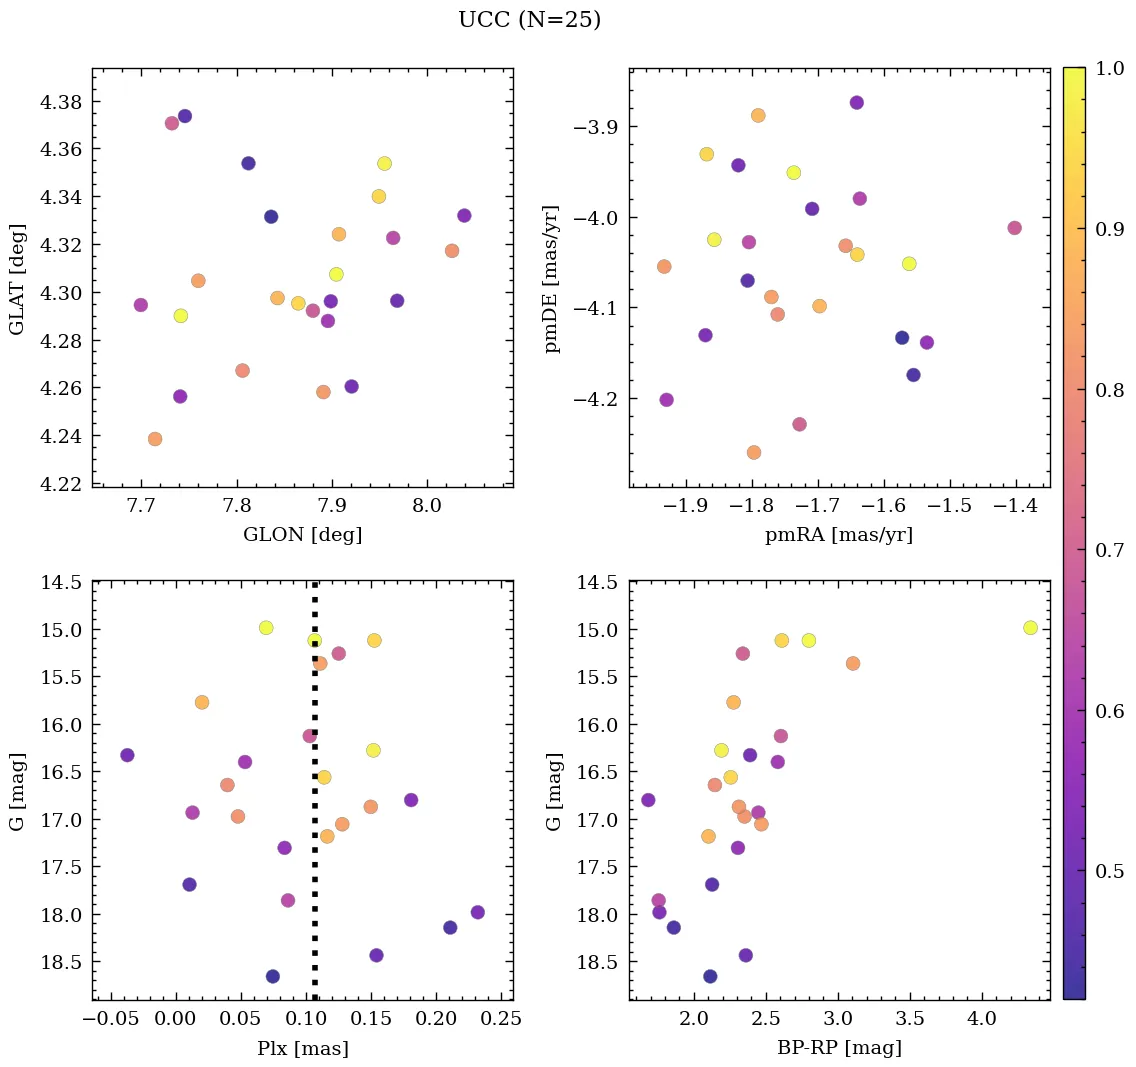 UCC (N=25)
4.38
4.36
4.34
4.32
4.30
4.28
4.26
4.24
4.22
GLAT [deg]
7.7 7.8 7.9 8.0
GLON [deg]
−3.9
−4.0
−4.1
−4.2
pmDE [mas/yr]
−1.9 −1.8 −1.7 −1.6 −1.5 −1.4
pmRA [mas/yr]
1.0
0.9
0.8
0.7
0.6
0.5
14.5
15.0
15.5
16.0
16.5
17.0
17.5
18.0
18.5
G [mag]
−0.05 0.00 0.05 0.10 0.15 0.20 0.25
Plx [mas]
14.5
15.0
15.5
16.0
16.5
17.0
17.5
18.0
18.5
G [mag]
2.0 2.5 3.0 3.5 4.0
BP-RP [mag]